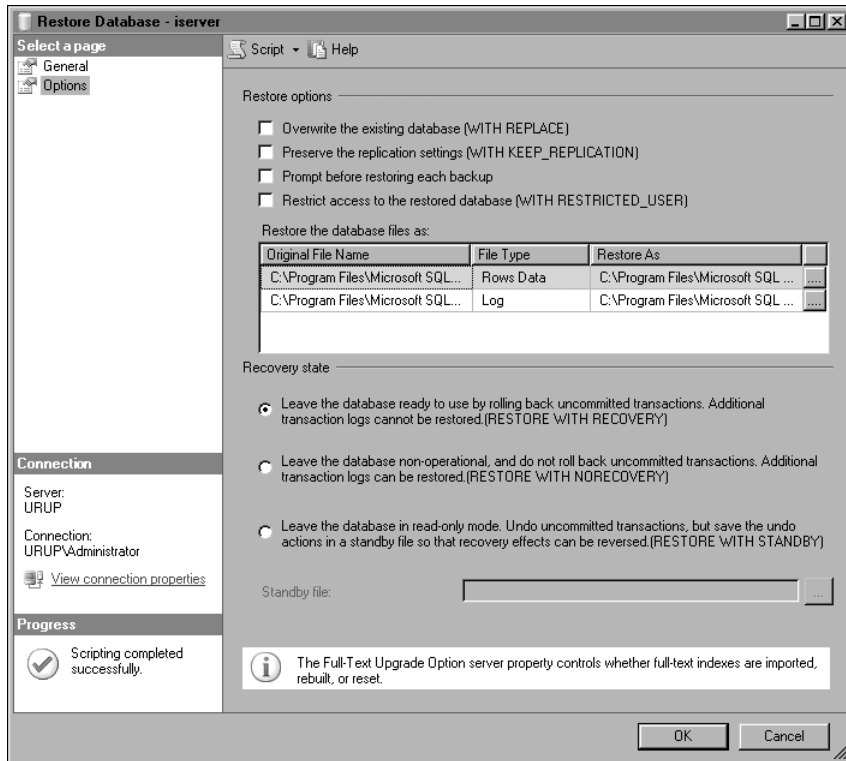 Restore Database - iserver
Select a page
General
Options
Script
Help
Restore options
Overwrite the existing database (WITH REPLACE)
Preserve the replication settings (WITH KEEP_REPLICATION)
Prompt before restoring each backup
Restrict access to the restored database (WITH RESTRICTED_USER)
Restore the database files as:
Original File Name File Type Restore As
C:\Program Files\Microsoft SQL... Rows Data C:\Program Files\Microsoft SQL ... ...
C:\Program Files\Microsoft SQL... Log C:\Program Files\Microsoft SQL ... ...
Recovery state
Leave the database ready to use by rolling back uncommitted transactions. Additional
transaction logs cannot be restored.(RESTORE WITH RECOVERY)
Leave the database non-operational, and do not roll back uncommitted transactions. Additional
transaction logs can be restored.(RESTORE WITH NORECOVERY)
Leave the database in read-only mode. Undo uncommitted transactions, but save the undo
actions in a standby file so that recovery effects can be reversed.(RESTORE WITH STANDBY)
Standby file:
...
Connection
Server:
URUP
Connection:
URUP\Administrator
View connection properties
Progress
Scripting completed
successfully.
The Full-Text Upgrade Option server property controls whether full-text indexes are imported,
rebuilt, or reset.
OK
Cancel